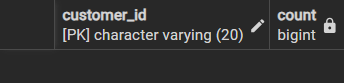 customer_id count
[PK] character varying (20) bigint